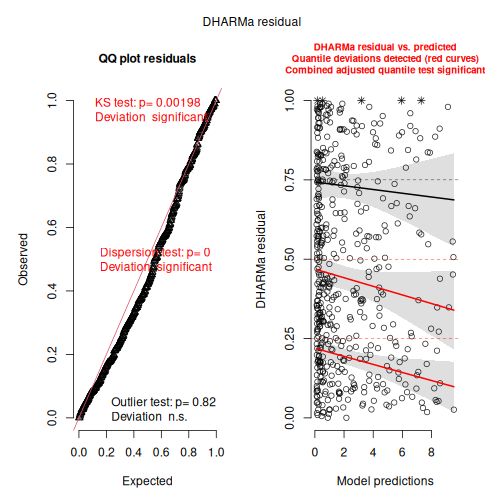 DHARMa residual
QQ plot residuals
KS test: p= 0.00198
Deviation significant
Dispersion test: p= 0
Deviation significant
Outlier test: p= 0.82
Deviation n.s.
Observed
1.0
0.8
0.6
0.4
0.2
0.0
0.0 0.2 0.4 0.6 0.8 1.0
Expected
DHARMa residual vs. predicted
Quantile deviations detected (red curves)
Combined adjusted quantile test significant
DHARMa residual
1.00
0.75
0.50
0.25
0.00
0 2 4 6 8
Model predictions